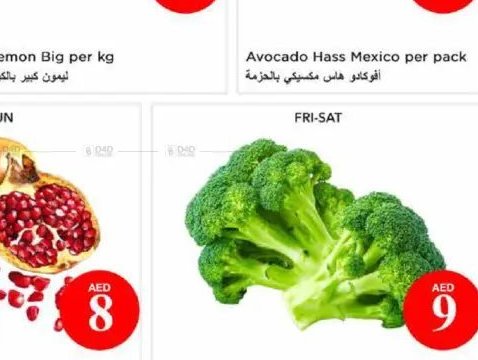 emon Big per kg
ليمون كبير بالك
Avocado Hass Mexico per pack
أفوكادو هاس مكسيكي بالحزمة
UN
FRI-SAT
AED
8
AED
9